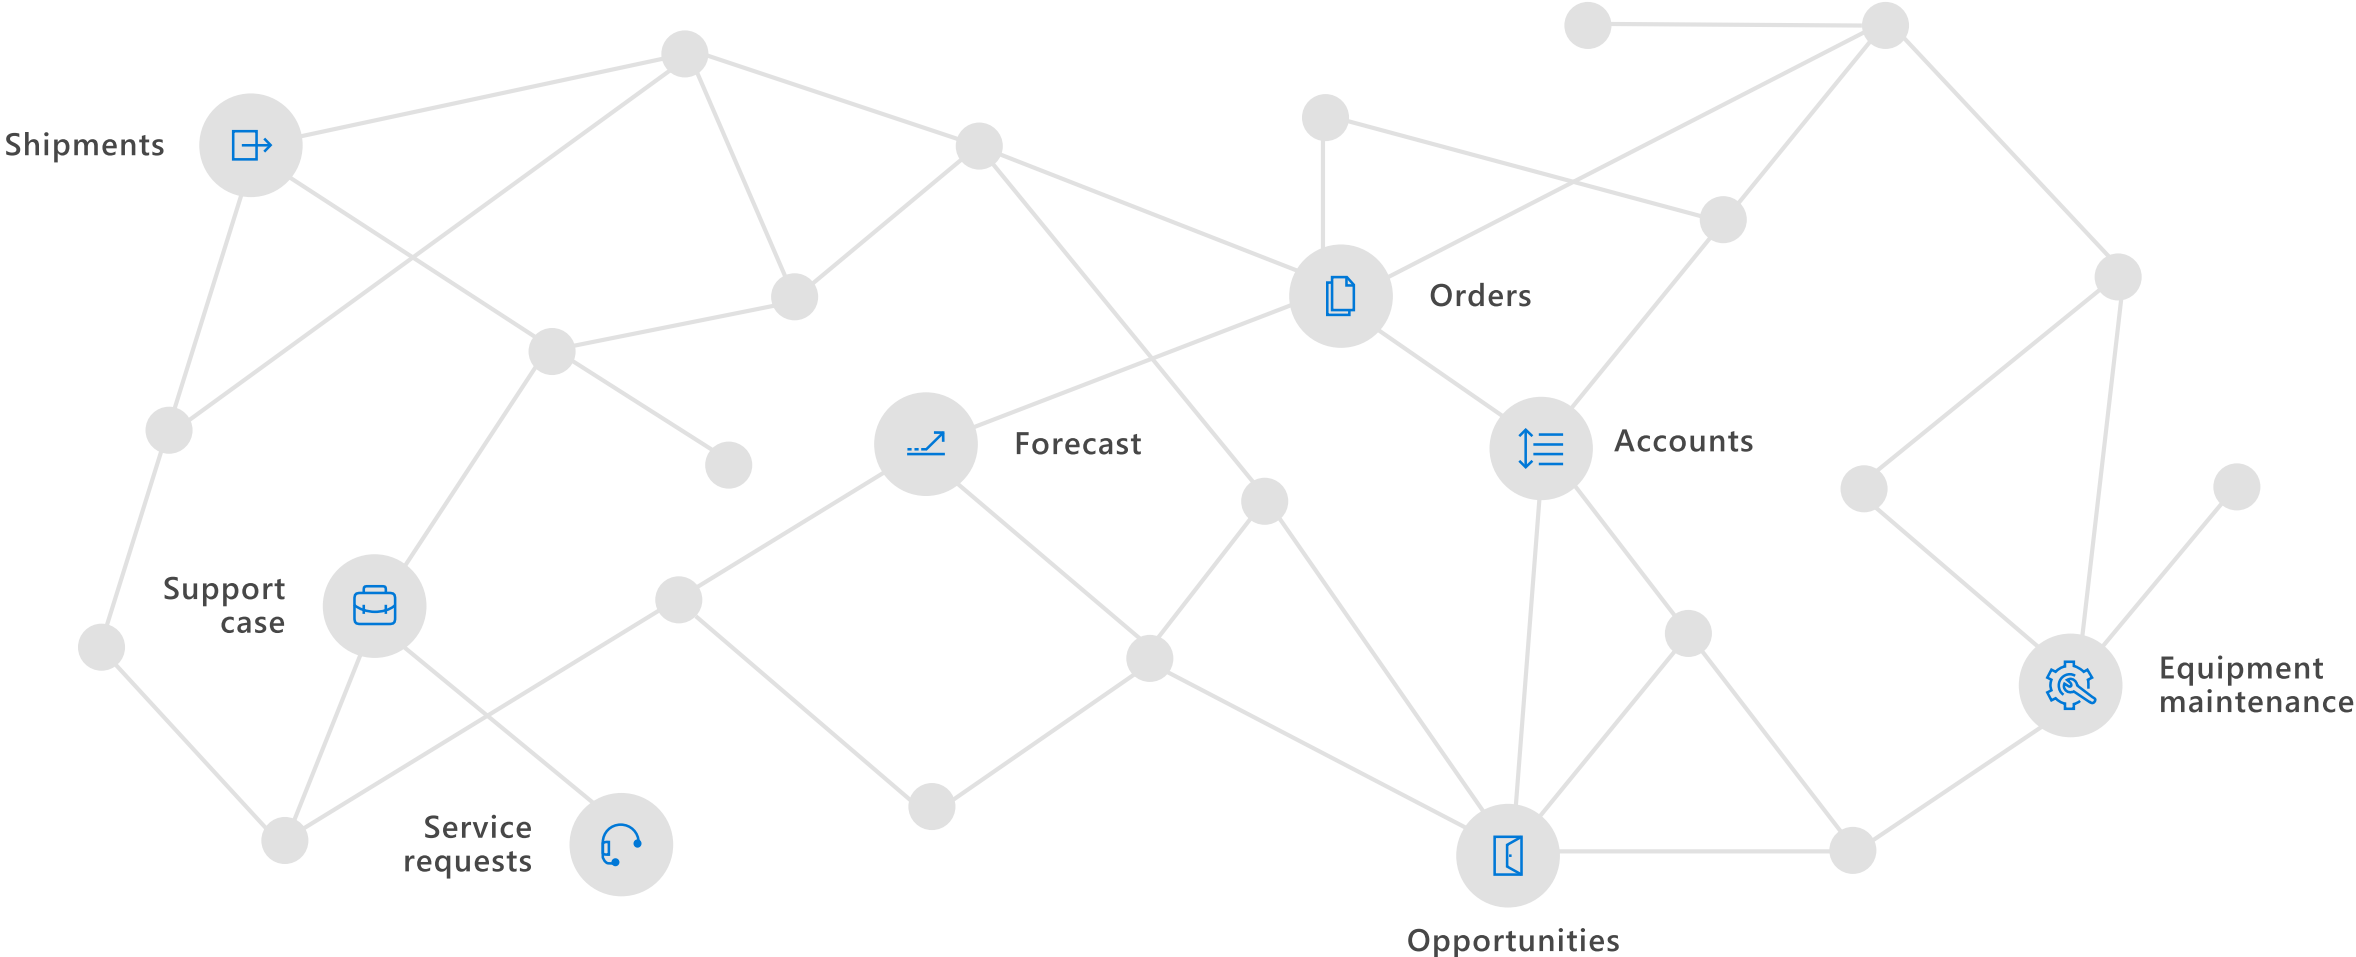 Shipments
Orders
Forecast
Accounts
Support
case
Equipment
maintenance
Service
requests
Opportunities